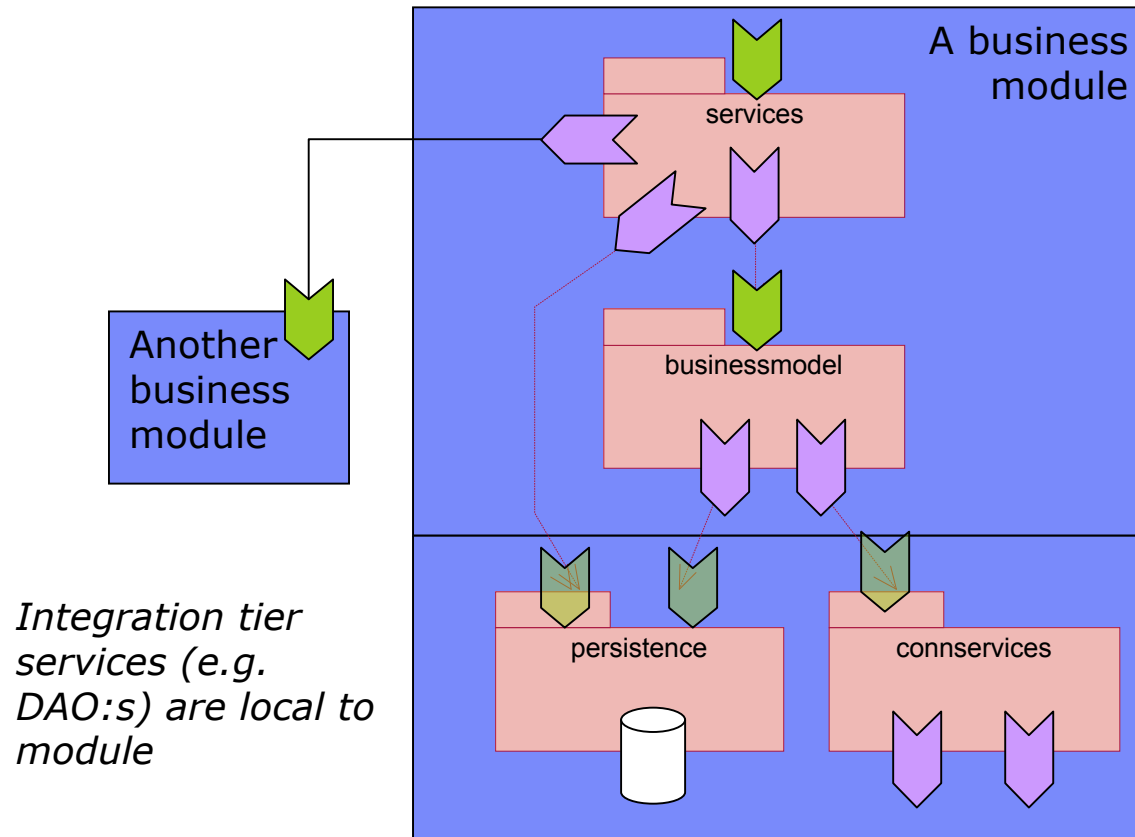 A business
module
services
Another
business
module
businessmodel
Integration tier
services (e.g.
DAO:s) are local to
module
persistence
connservices